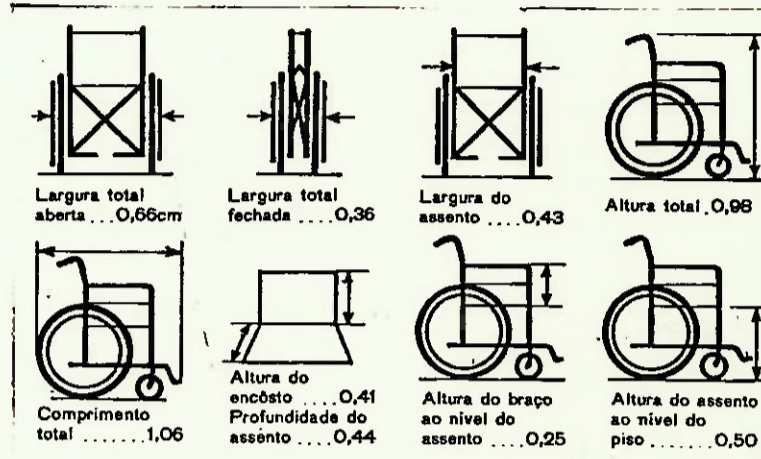 Largura total
aberta ... 0,66cm
Largura total
fechada .... 0,36
Largura do
assento .... 0,43
Altura total . 0,98
Comprimento
total ....... 1,06
Altura do
encôsto .... 0,41
Profundidade do
assento .... 0,44
Altura do braço
ao nivel do
assento .... 0,25
Altura do assento
ao nível do
piso ....... 0,50